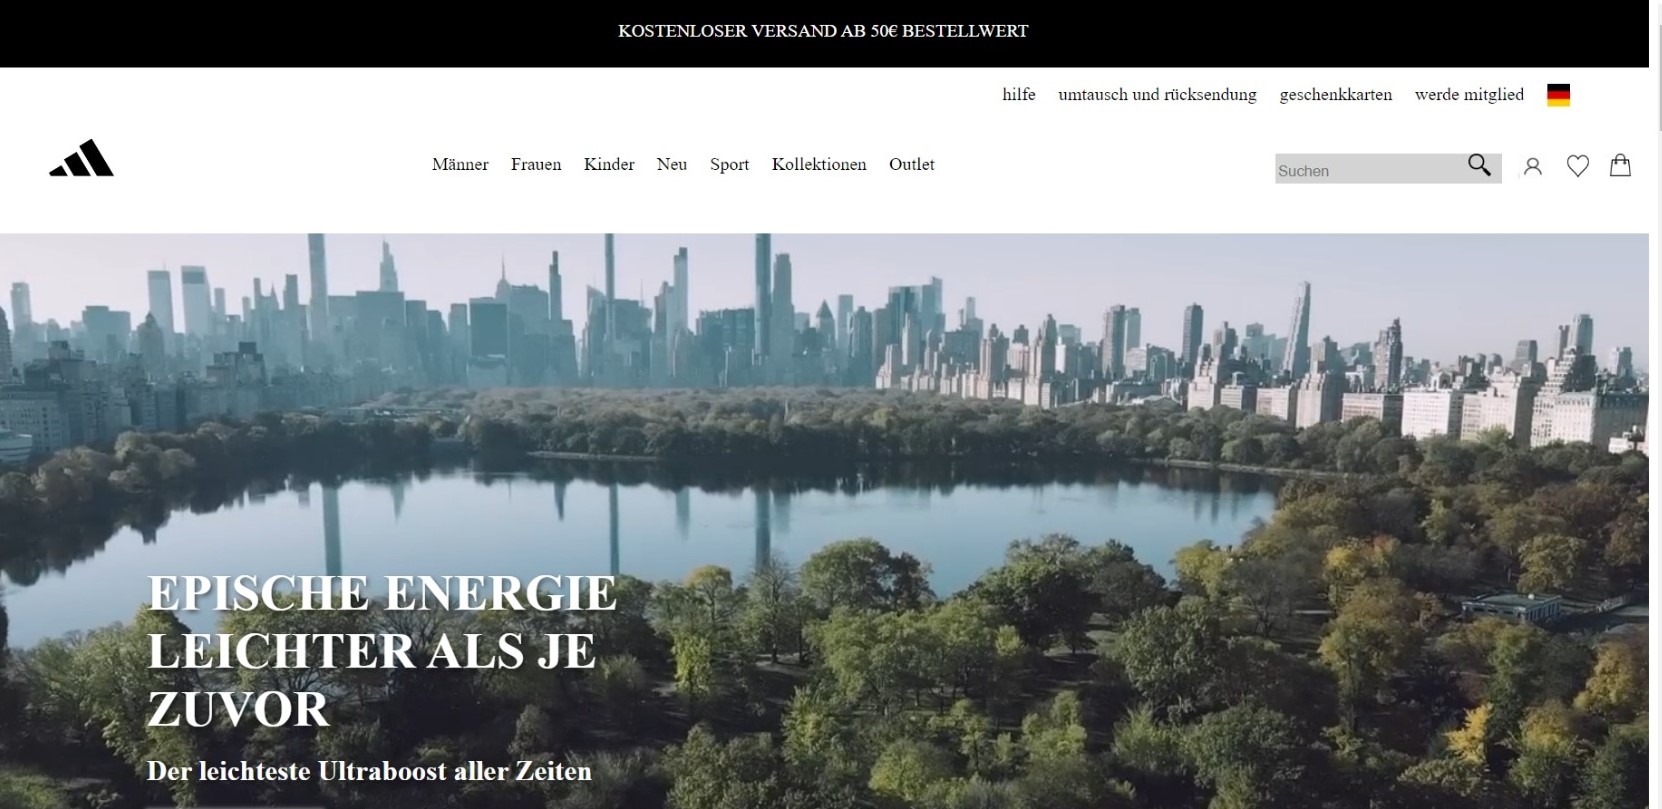 KOSTENLOSER VERSAND AB 50€ BESTELLWERT
hilfe umtausch und rücksendung geschenkkarten werde mitglied
Männer Frauen Kinder Neu Sport Kollektionen Outlet Suchen
EPISCHE ENERGIE
LEICHTER ALS JE
ZUVOR
Der leichteste Ultraboost aller Zeiten